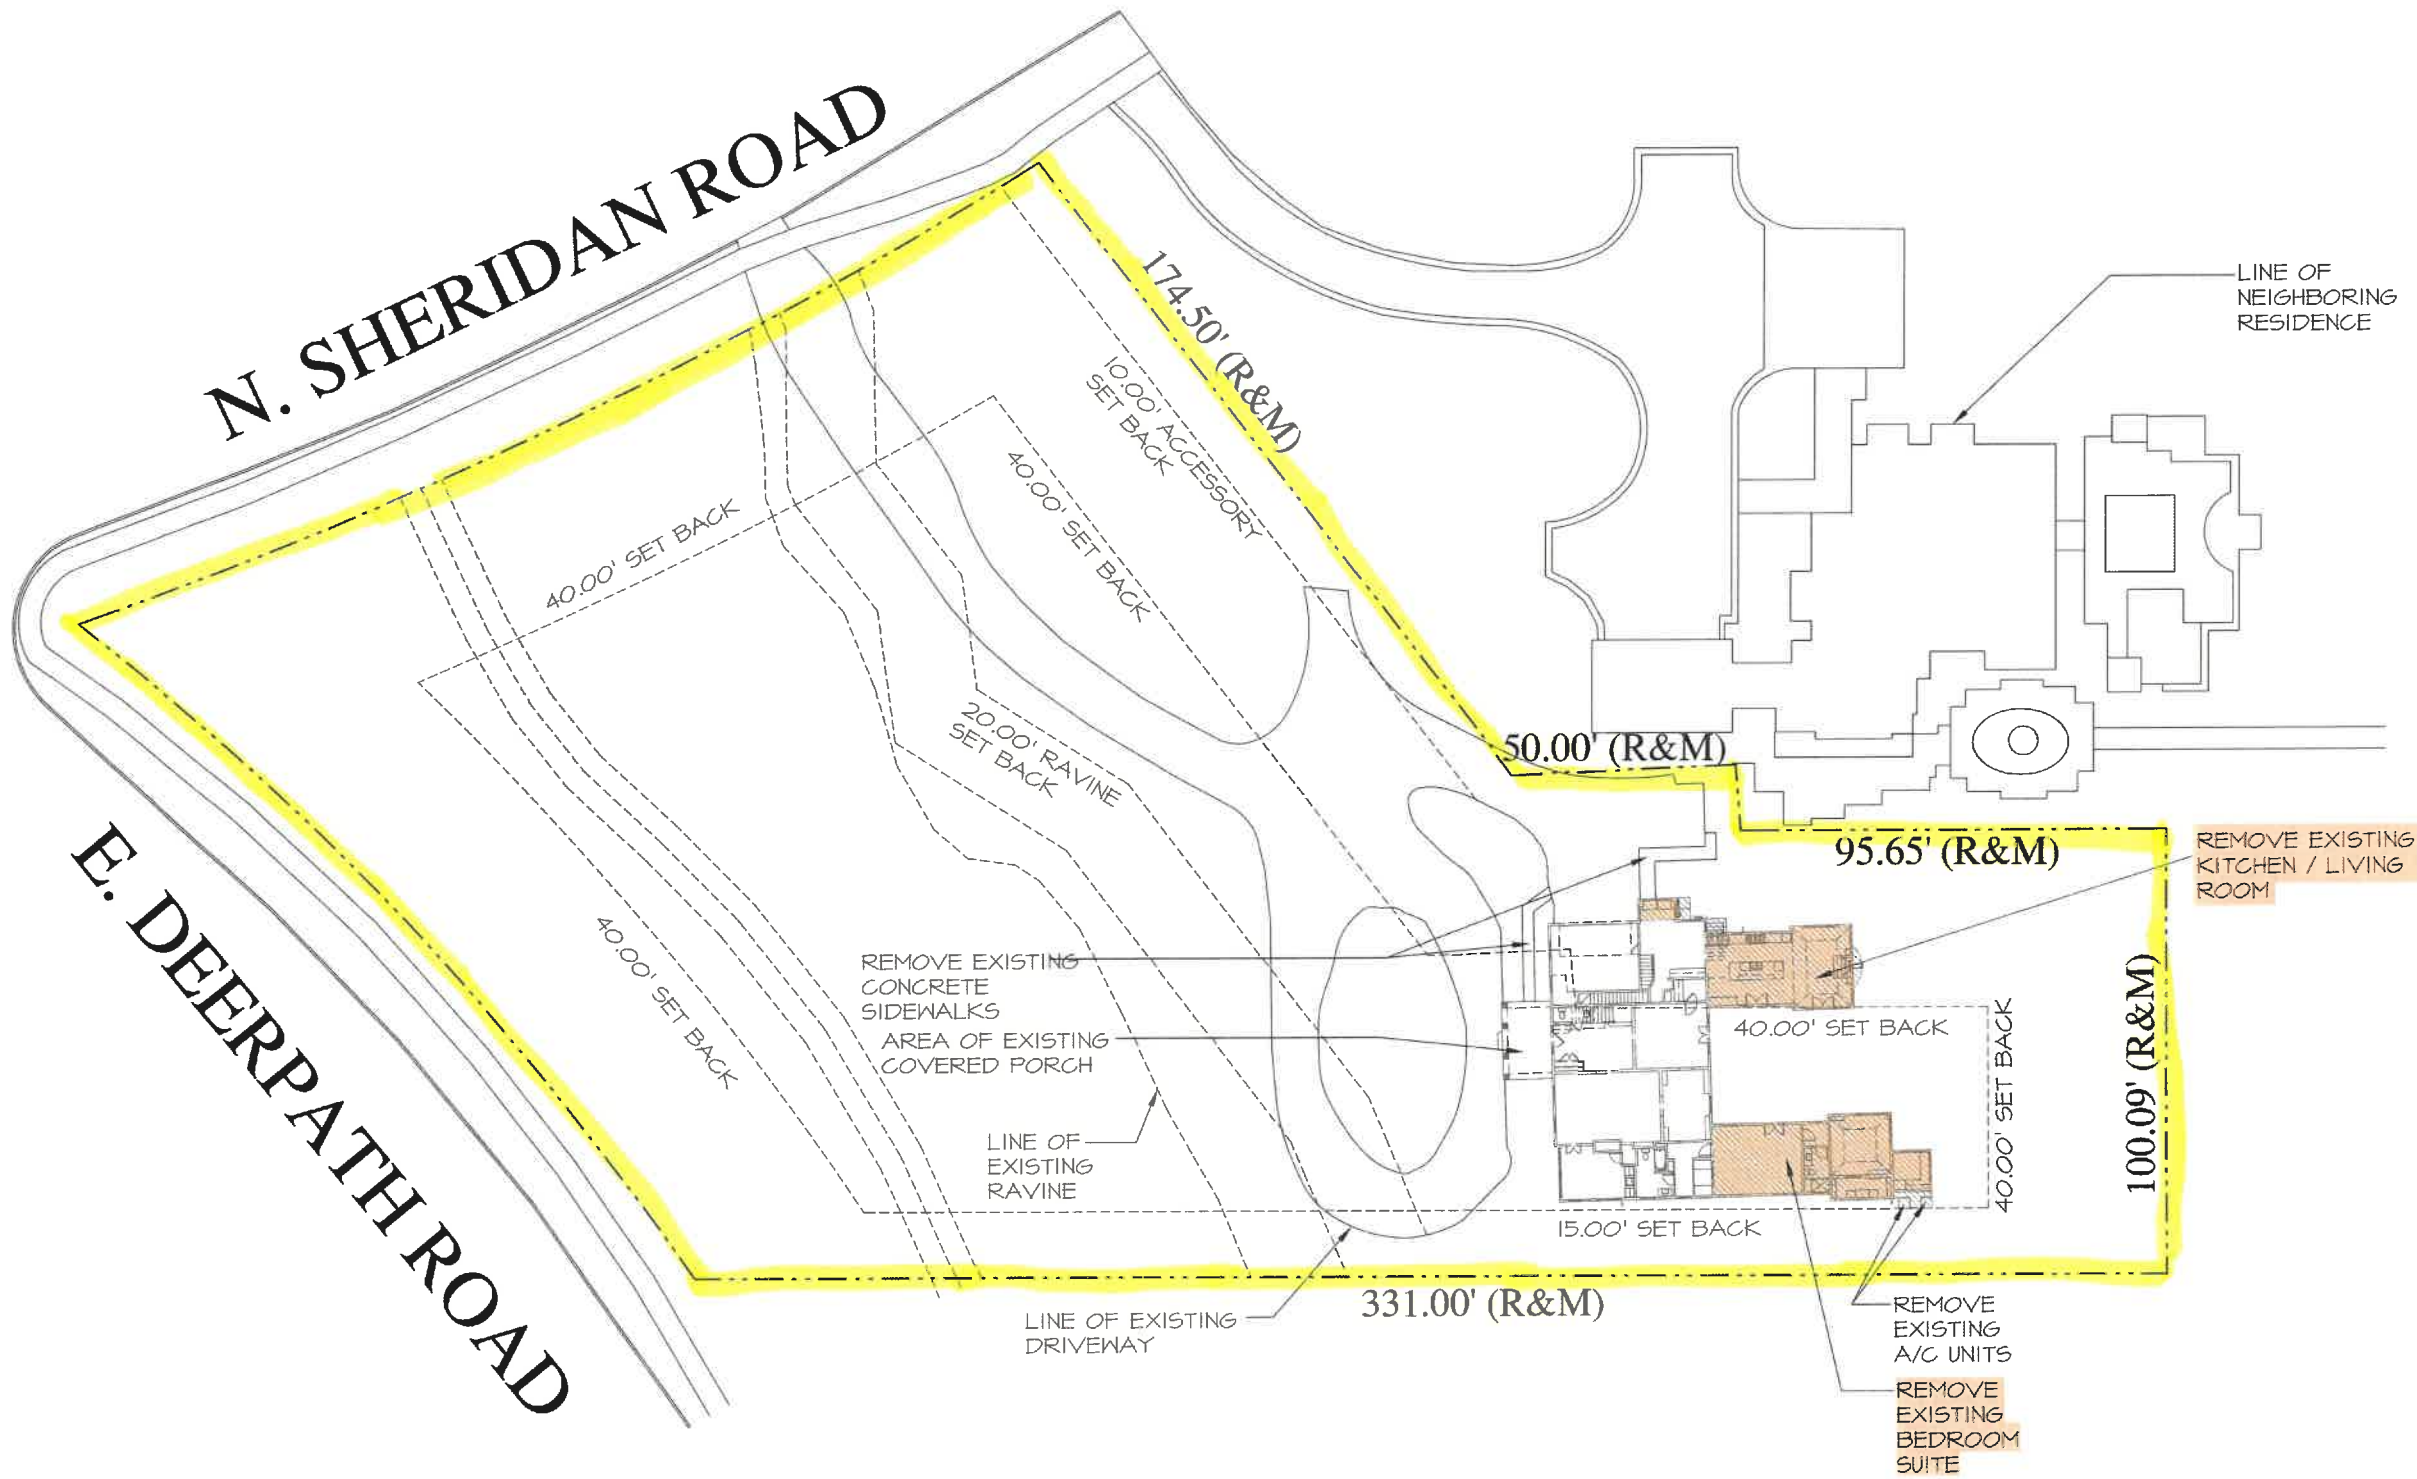 N. SHERIDAN ROAD
174.50' (R&M)
LINE OF
NEIGHBORING
RESIDENCE
10.00' ACCESSORY
SET BACK
40.00' SET BACK
40.00' SET BACK
20.00' RAVINE
SET BACK
50.00' (R&M)
95.65' (R&M)
REMOVE EXISTING
KITCHEN / LIVING
ROOM
E. DEERPATH ROAD
40.00' SET BACK
REMOVE EXISTING
CONCRETE
SIDEWALKS
AREA OF EXISTING
COVERED PORCH
40.00' SET BACK
40.00' SET BACK
100.09' (R&M)
LINE OF
EXISTING
RAVINE
15.00' SET BACK
331.00' (R&M)
LINE OF EXISTING
DRIVEWAY
REMOVE
EXISTING
A/C UNITS
REMOVE
EXISTING
BEDROOM
SUITE